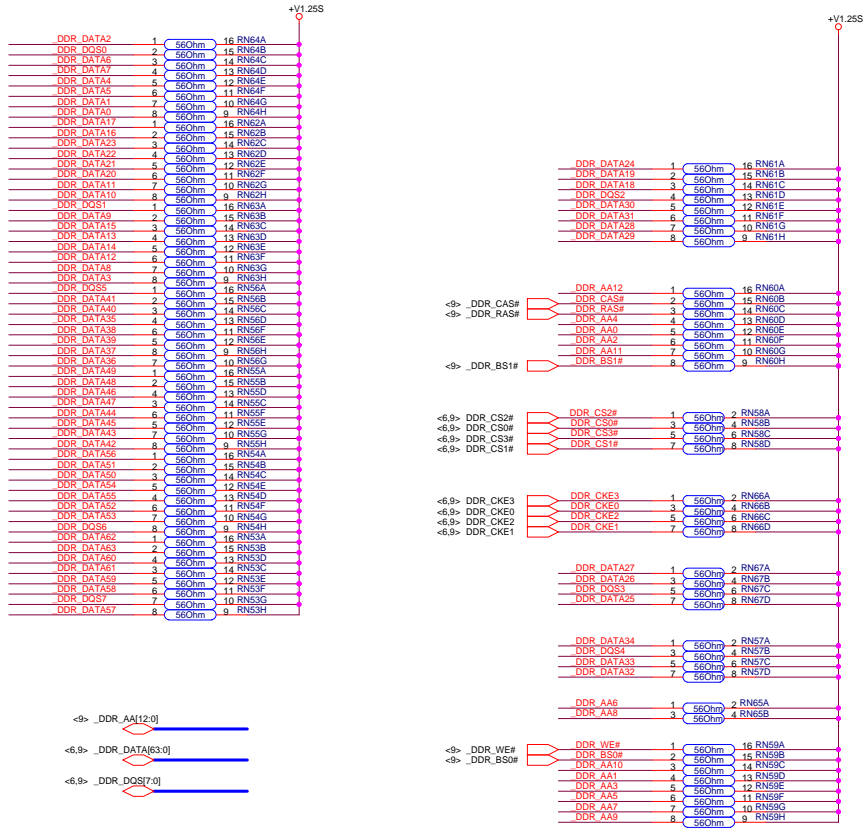 +V1.25S
_DDR_DATA2 1 56Ohm 16 RN64A
_DDR_DQS0 2 56Ohm 15 RN64B
_DDR_DATA6 3 56Ohm 14 RN64C
_DDR_DATA7 4 56Ohm 13 RN64D
_DDR_DATA4 5 56Ohm 12 RN64E
_DDR_DATA5 6 56Ohm 11 RN64F
_DDR_DATA1 7 56Ohm 10 RN64G
_DDR_DATA0 8 56Ohm 9 RN64H
_DDR_DATA17 1 56Ohm 16 RN62A
_DDR_DATA16 2 56Ohm 15 RN62B
_DDR_DATA23 3 56Ohm 14 RN62C
_DDR_DATA22 4 56Ohm 13 RN62D
_DDR_DATA21 5 56Ohm 12 RN62E
_DDR_DATA20 6 56Ohm 11 RN62F
_DDR_DATA11 7 56Ohm 10 RN62G
_DDR_DATA10 8 56Ohm 9 RN62H
_DDR_DQS1 1 56Ohm 16 RN63A
_DDR_DATA9 2 56Ohm 15 RN63B
_DDR_DATA15 3 56Ohm 14 RN63C
_DDR_DATA13 4 56Ohm 13 RN63D
_DDR_DATA14 5 56Ohm 12 RN63E
_DDR_DATA12 6 56Ohm 11 RN63F
_DDR_DATA8 7 56Ohm 10 RN63G
_DDR_DATA3 8 56Ohm 9 RN63H
_DDR_DQS5 1 56Ohm 16 RN56A
_DDR_DATA41 2 56Ohm 15 RN56B
_DDR_DATA40 3 56Ohm 14 RN56C
_DDR_DATA35 4 56Ohm 13 RN56D
_DDR_DATA38 6 56Ohm 11 RN56F
_DDR_DATA39 5 56Ohm 12 RN56E
_DDR_DATA37 8 56Ohm 9 RN56H
_DDR_DATA36 7 56Ohm 10 RN56G
_DDR_DATA49 1 56Ohm 16 RN55A
_DDR_DATA48 2 56Ohm 15 RN55B
_DDR_DATA46 4 56Ohm 13 RN55D
_DDR_DATA47 3 56Ohm 14 RN55C
_DDR_DATA44 6 56Ohm 11 RN55F
_DDR_DATA45 5 56Ohm 12 RN55E
_DDR_DATA43 7 56Ohm 10 RN55G
_DDR_DATA42 8 56Ohm 9 RN55H
_DDR_DATA56 1 56Ohm 16 RN54A
_DDR_DATA51 2 56Ohm 15 RN54B
_DDR_DATA50 3 56Ohm 14 RN54C
_DDR_DATA54 5 56Ohm 12 RN54E
_DDR_DATA55 4 56Ohm 13 RN54D
_DDR_DATA52 6 56Ohm 11 RN54F
_DDR_DATA53 7 56Ohm 10 RN54G
_DDR_DQS6 8 56Ohm 9 RN54H
_DDR_DATA62 1 56Ohm 16 RN53A
_DDR_DATA63 2 56Ohm 15 RN53B
_DDR_DATA60 4 56Ohm 13 RN53D
_DDR_DATA61 3 56Ohm 14 RN53C
_DDR_DATA59 5 56Ohm 12 RN53E
_DDR_DATA58 6 56Ohm 11 RN53F
_DDR_DQS7 7 56Ohm 10 RN53G
_DDR_DATA57 8 56Ohm 9 RN53H
<9> _DDR_AA[12:0]
<6,9> _DDR_DATA[63:0]
<6,9> _DDR_DQS[7:0]
+V1.25S
_DDR_DATA24 1 56Ohm 16 RN61A
_DDR_DATA19 2 56Ohm 15 RN61B
_DDR_DATA18 3 56Ohm 14 RN61C
_DDR_DQS2 4 56Ohm 13 RN61D
_DDR_DATA30 5 56Ohm 12 RN61E
_DDR_DATA31 6 56Ohm 11 RN61F
_DDR_DATA28 7 56Ohm 10 RN61G
_DDR_DATA29 8 56Ohm 9 RN61H
_DDR_AA12 1 56Ohm 16 RN60A
<9> _DDR_CAS# _DDR_CAS# 2 56Ohm 15 RN60B
<9> _DDR_RAS# _DDR_RAS# 3 56Ohm 14 RN60C
_DDR_AA4 4 56Ohm 13 RN60D
_DDR_AA0 5 56Ohm 12 RN60E
_DDR_AA2 6 56Ohm 11 RN60F
_DDR_AA11 7 56Ohm 10 RN60G
<9> _DDR_BS1# _DDR_BS1# 8 56Ohm 9 RN60H
<6,9> DDR_CS2# DDR_CS2# 1 56Ohm 2 RN58A
<6,9> DDR_CS0# DDR_CS0# 3 56Ohm 4 RN58B
<6,9> DDR_CS3# DDR_CS3# 5 56Ohm 6 RN58C
<6,9> DDR_CS1# DDR_CS1# 7 56Ohm 8 RN58D
<6,9> DDR_CKE3 DDR_CKE3 1 56Ohm 2 RN66A
<6,9> DDR_CKE0 DDR_CKE0 3 56Ohm 4 RN66B
<6,9> DDR_CKE2 DDR_CKE2 5 56Ohm 6 RN66C
<6,9> DDR_CKE1 DDR_CKE1 7 56Ohm 8 RN66D
_DDR_DATA27 1 56Ohm 2 RN67A
_DDR_DATA26 3 56Ohm 4 RN67B
_DDR_DQS3 5 56Ohm 6 RN67C
_DDR_DATA25 7 56Ohm 8 RN67D
_DDR_DATA34 1 56Ohm 2 RN57A
_DDR_DQS4 3 56Ohm 4 RN57B
_DDR_DATA33 5 56Ohm 6 RN57C
_DDR_DATA32 7 56Ohm 8 RN57D
_DDR_AA6 1 56Ohm 2 RN65A
_DDR_AA8 3 56Ohm 4 RN65B
<9> _DDR_WE# _DDR_WE# 1 56Ohm 16 RN59A
<9> _DDR_BS0# _DDR_BS0# 2 56Ohm 15 RN59B
_DDR_AA10 3 56Ohm 14 RN59C
_DDR_AA1 4 56Ohm 13 RN59D
_DDR_AA3 5 56Ohm 12 RN59E
_DDR_AA5 6 56Ohm 11 RN59F
_DDR_AA7 7 56Ohm 10 RN59G
_DDR_AA9 8 56Ohm 9 RN59H